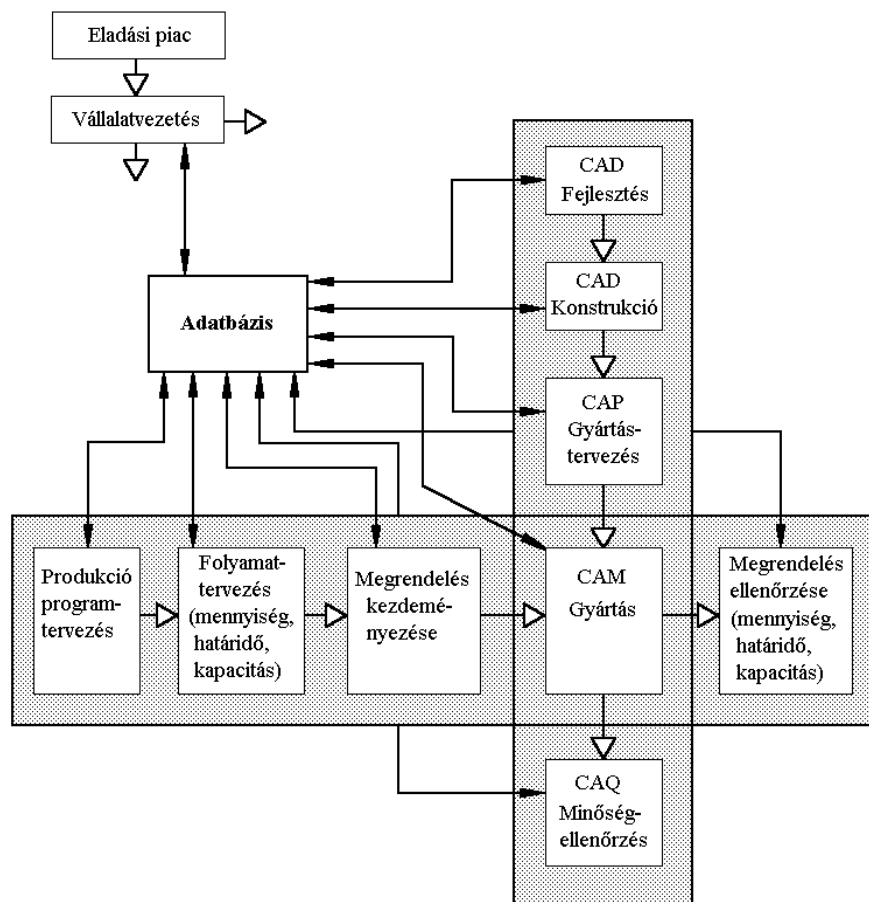 Eladási piac
Vállalatvezetés
CAD
Fejlesztés
CAD
Konstrukció
Adatbázis
CAP
Gyártás-
tervezés
Produkció
program-
tervezés
Folyamat-
tervezés
(mennyiség,
határidő,
kapacitás)
Megrendelés
kezdemé-
nyezése
CAM
Gyártás
Megrendelés
ellenőrzése
(mennyiség,
határidő,
kapacitás)
CAQ
Minőség-
ellenőrzés